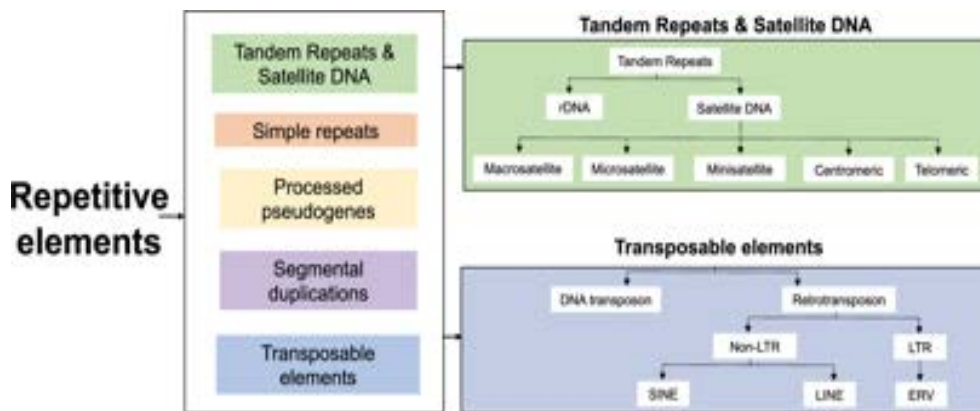 Repetitive
elements
Tandem Repeats &
Satellite DNA
Simple repeats
Processed
pseudogenes
Segmental
duplications
Transposable
elements
Tandem Repeats & Satellite DNA
Tandem Repeats
rDNA
Satellite DNA
Macrosatellite
Microsatellite
Minisatellite
Centromeric
Telomeric
Transposable elements
DNA transposon
Retrotransposon
Non-LTR
LTR
SINE
LINE
ERV